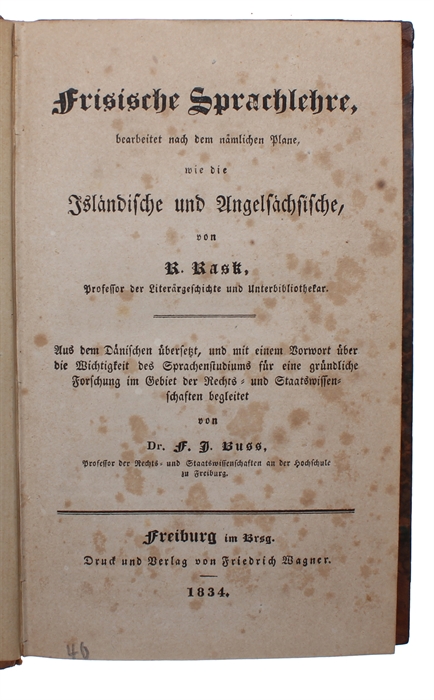 Frisische Sprachlehre,
bearbeitet nach dem nämlichen Plane,
wie die
Isländische und Angelsächsische,
von
R. Rask,
Professor der Literärgeschichte und Unterbibliothekar.
Aus dem Dänischen übersetzt, und mit einem Vorwort über
die Wichtigkeit des Sprachenstudiums für eine gründliche
Forschung im Gebiet der Rechts- und Staatswissen-
schaften begleitet
von
Dr. F. J. Buss,
Professor der Rechts- und Staatswissenschaften an der Hochschule
zu Freiburg.
Freiburg im Brsg.
Druck und Verlag von Friedrich Wagner.
1834.
46